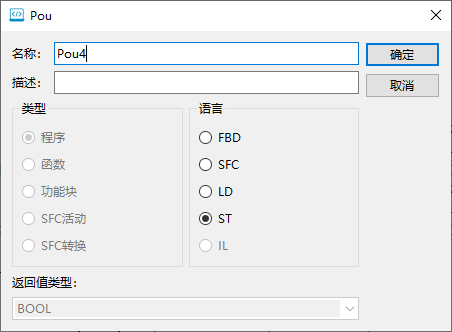 Pou
名称： Pou4 确定
描述： 取消
类型 语言
程序 FBD
函数 SFC
功能块 LD
SFC活动 ST
SFC转换 IL
返回值类型：
BOOL